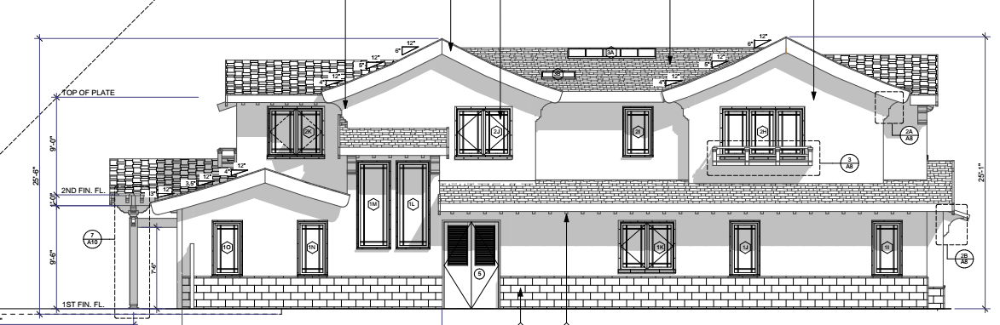 12"
6"
12"
5"
12"
4"
3A
3B
12"
6"
12"
5"
12"
4"
TOP OF PLATE
9'-0"
25'-6"
25'-1"
2K
2J
2I
2H
2A
A8
3
A8
12"
4"
12"
3.5"
12"
3"
2ND FIN. FL.
1'-0"
1M
1L
7
A10
9'-6"
7'-6"
1O
1N
5
1K
1J
1I
2B
A8
1ST FIN. FL.